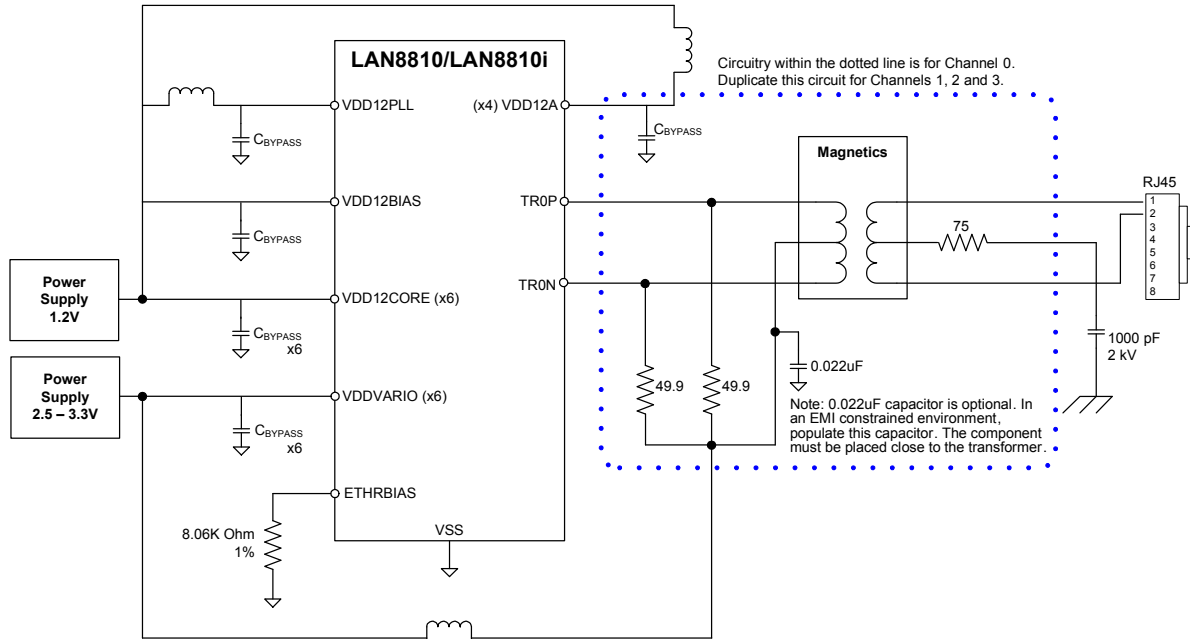 LAN8810/LAN8810i
Circuitry within the dotted line is for Channel 0.
Duplicate this circuit for Channels 1, 2 and 3.
VDD12PLL
(x4) VDD12A
CBYPASS
CBYPASS
Magnetics
RJ45
VDD12BIAS
TR0P
1
2
3
4
5
6
7
8
75
CBYPASS
Power
Supply
1.2V
TR0N
VDD12CORE (x6)
CBYPASS
x6
1000 pF
2 kV
0.022uF
Power
Supply
2.5 – 3.3V
49.9
49.9
VDDVARIO (x6)
Note: 0.022uF capacitor is optional. In
an EMI constrained environment,
populate this capacitor. The component
must be placed close to the transformer.
CBYPASS
x6
ETHRBIAS
8.06K Ohm
1%
VSS